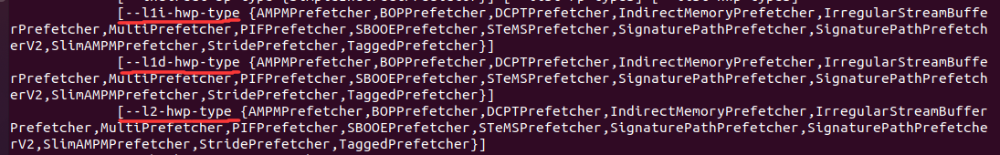 [--l1i-hwp-type {AMPMPrefetcher,BOPPrefetcher,DCPTPrefetcher,IndirectMemoryPrefetcher,IrregularStreamBuffe
rPrefetcher,MultiPrefetcher,PIFPrefetcher,SBOOEPrefetcher,STeMSPrefetcher,SignaturePathPrefetcher,SignaturePathPrefetch
erV2,SlimAMPMPrefetcher,StridePrefetcher,TaggedPrefetcher}]
[--l1d-hwp-type {AMPMPrefetcher,BOPPrefetcher,DCPTPrefetcher,IndirectMemoryPrefetcher,IrregularStreamBuffe
rPrefetcher,MultiPrefetcher,PIFPrefetcher,SBOOEPrefetcher,STeMSPrefetcher,SignaturePathPrefetcher,SignaturePathPrefetch
erV2,SlimAMPMPrefetcher,StridePrefetcher,TaggedPrefetcher}]
[--l2-hwp-type {AMPMPrefetcher,BOPPrefetcher,DCPTPrefetcher,IndirectMemoryPrefetcher,IrregularStreamBuffer
Prefetcher,MultiPrefetcher,PIFPrefetcher,SBOOEPrefetcher,STeMSPrefetcher,SignaturePathPrefetcher,SignaturePathPrefetche
rV2,SlimAMPMPrefetcher,StridePrefetcher,TaggedPrefetcher}]